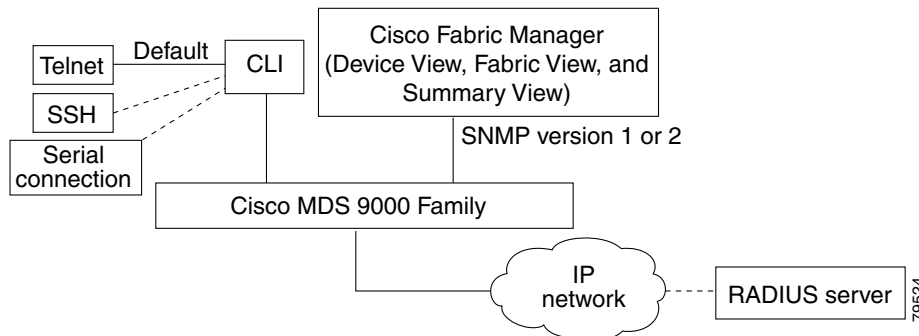 Telnet
Default
CLI
SSH
Serial
connection
Cisco Fabric Manager
(Device View, Fabric View, and
Summary View)
SNMP version 1 or 2
Cisco MDS 9000 Family
IP
network
RADIUS server
79524